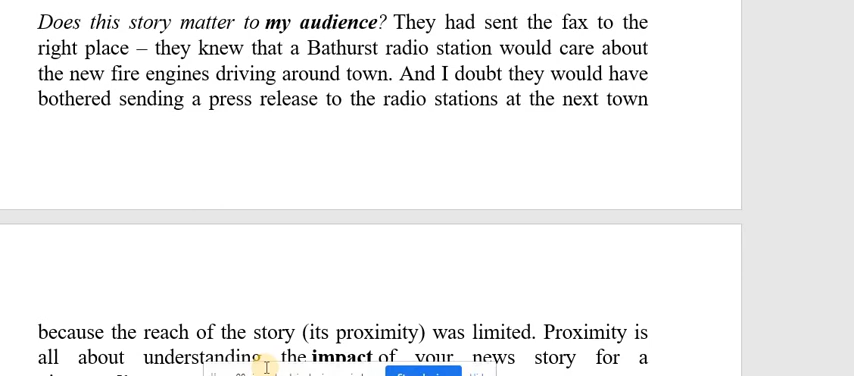 Does this story matter to my audience? They had sent the fax to the
right place – they knew that a Bathurst radio station would care about
the new fire engines driving around town. And I doubt they would have
bothered sending a press release to the radio stations at the next town
because the reach of the story (its proximity) was limited. Proximity is
all about understanding the impact of your news story for a